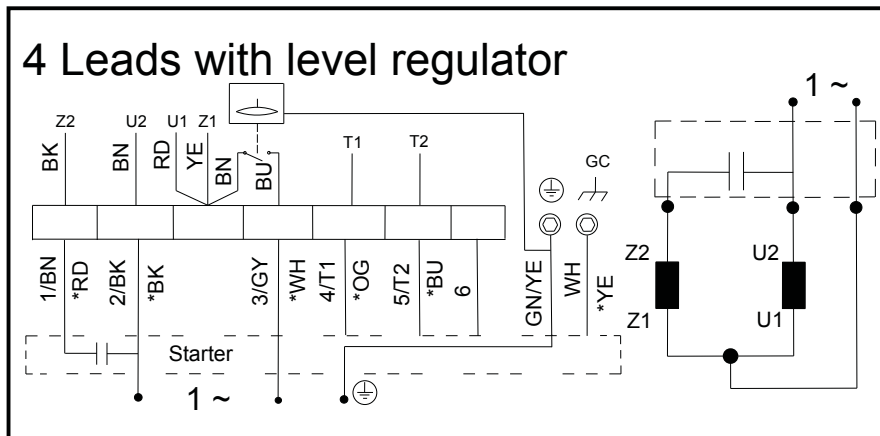 4 Leads with level regulator
1 ~
Z2 U2 U1 Z1
T1 T2
GC
BK BN RD YE BN BU
1/BN *RD 2/BK *BK 3/GY *WH 4/T1 *OG 5/T2 *BU 6 GN/YE WH *YE
Z2 U2
Z1 U1
Starter
1 ~